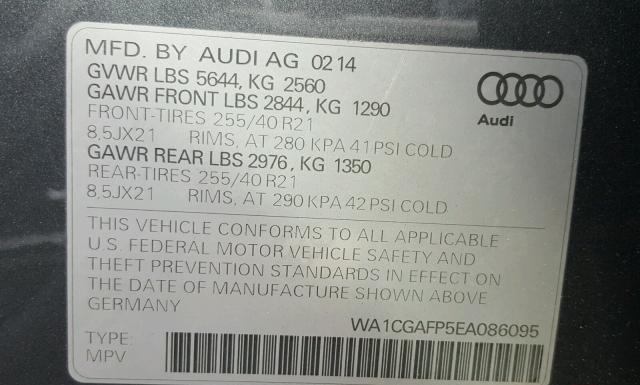 MFD. BY AUDI AG 02 14
GVWR LBS 5644, KG 2560
GAWR FRONT LBS 2844, KG 1290
FRONT-TIRES 255/40 R21
8,5JX21 RIMS, AT 280 KPA 41 PSI COLD
GAWR REAR LBS 2976, KG 1350
REAR-TIRES 255/40 R21
8,5JX21 RIMS, AT 290 KPA 42 PSI COLD
Audi
THIS VEHICLE CONFORMS TO ALL APPLICABLE
U.S. FEDERAL MOTOR VEHICLE SAFETY AND
THEFT PREVENTION STANDARDS IN EFFECT ON
THE DATE OF MANUFACTURE SHOWN ABOVE
GERMANY
WA1CGAFP5EA086095
TYPE:
MPV